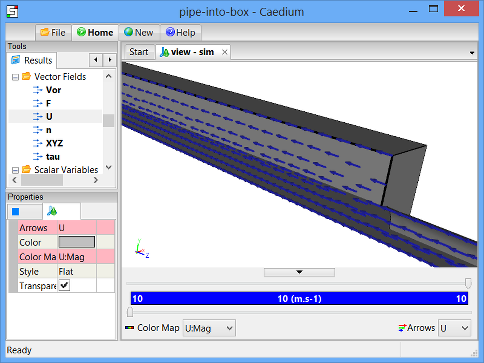 pipe-into-box - Caedium
File Home New Help
Tools
Results
Vector Fields
Vor
F
U
n
XYZ
tau
Scalar Variables
Properties
Arrows U
Color
Color Ma U:Mag
Style Flat
Transpare
Start view - sim
Z
10 10 (m.s-1) 10
Color Map U:Mag Arrows U
Ready